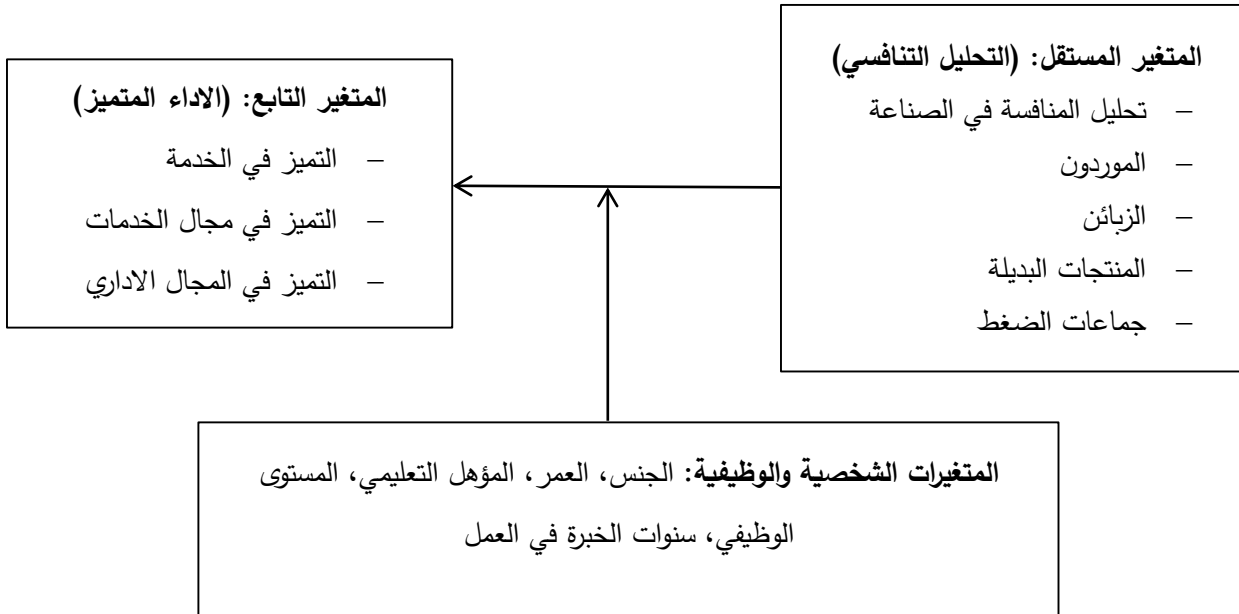 المتغير المستقل: (التحليل التنافسي)
– تحليل المنافسة في الصناعة
– الموردون
– الزبائن
– المنتجات البديلة
– جماعات الضغط
المتغير التابع: (الاداء المتميز)
– التميز في الخدمة
– التميز في مجال الخدمات
– التميز في المجال الاداري
المتغيرات الشخصية والوظيفية: الجنس، العمر، المؤهل التعليمي، المستوى
الوظيفي، سنوات الخبرة في العمل